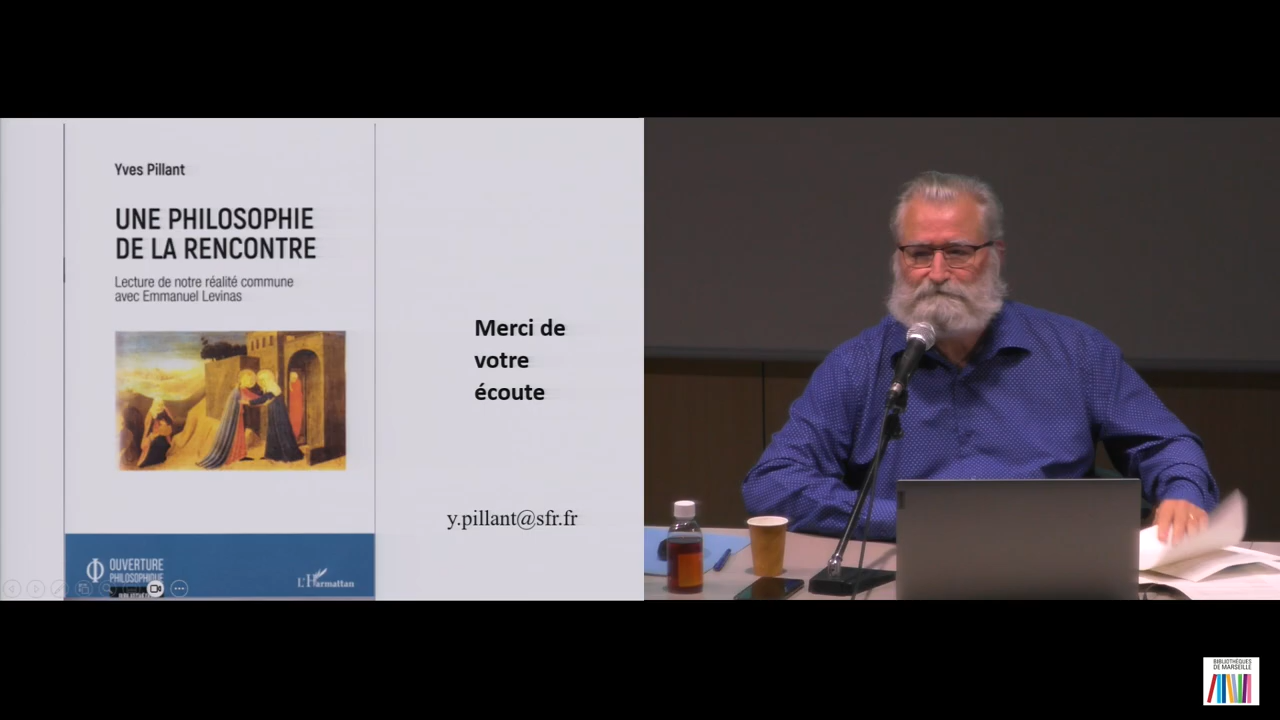 Yves Pillant
UNE PHILOSOPHIE
DE LA RENCONTRE
Lecture de notre réalité commune
avec Emmanuel Levinas
OUVERTURE
PHILOSOPHIQUE
L'Harmattan
Merci de
votre
écoute
y.pillant@sfr.fr
BIBLIOTHÈQUES
DE MARSEILLE